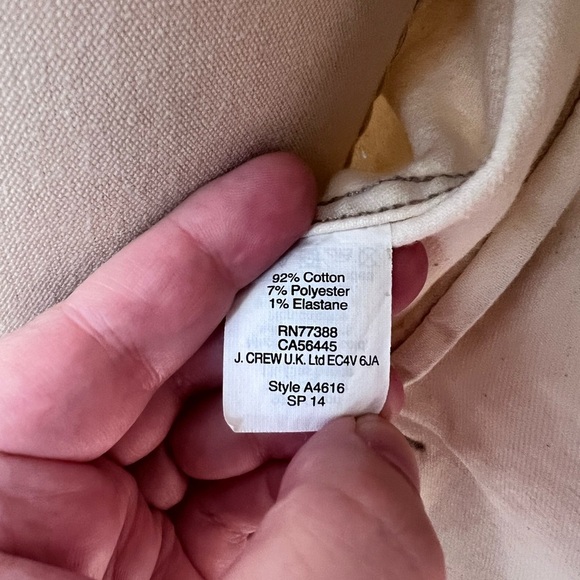 92% Cotton
7% Polyester
1% Elastane
RN77388
CA56445
J. CREW U.K. Ltd EC4V 6JA
Style A4616
SP 14